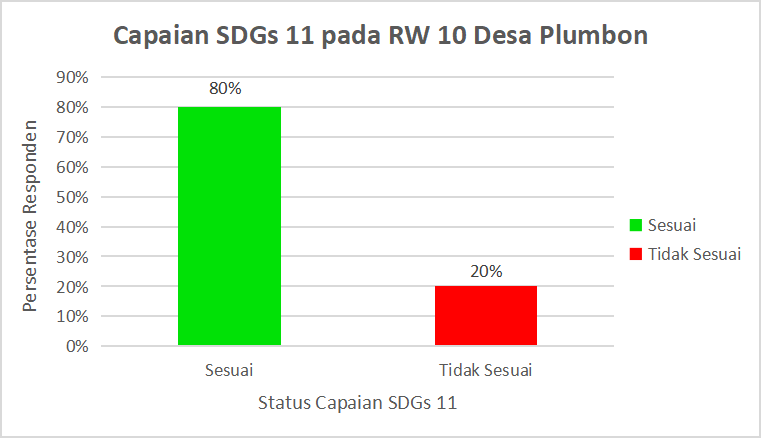 Capaian SDGs 11 pada RW 10 Desa Plumbon
Persentase Responden
90%
80%
70%
60%
50%
40%
30%
20%
10%
0%
80%
20%
Sesuai
Tidak Sesuai
Status Capaian SDGs 11
Sesuai
Tidak Sesuai